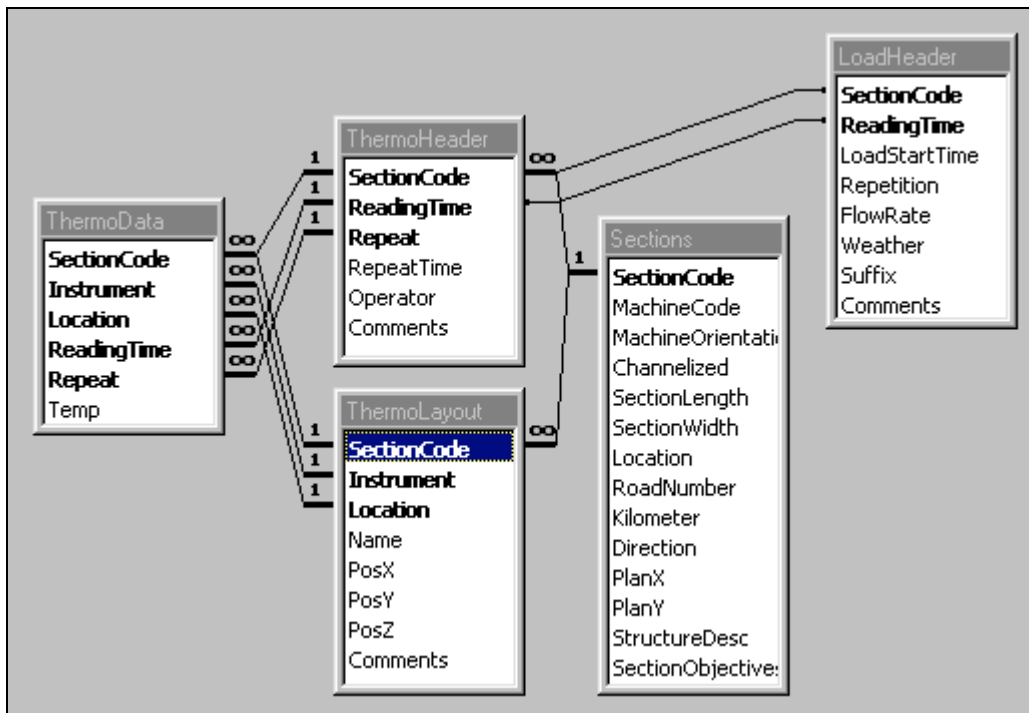 ThermoData
SectionCode
Instrument
Location
ReadingTime
Repeat
Temp
∞
∞
∞
∞
∞
1
1
1
ThermoHeader
SectionCode
ReadingTime
Repeat
RepeatTime
Operator
Comments
∞
1
1
1
ThermoLayout
SectionCode
Instrument
Location
Name
PosX
PosY
PosZ
Comments
∞
1
Sections
SectionCode
MachineCode
MachineOrientati
Channelized
SectionLength
SectionWidth
Location
RoadNumber
Kilometer
Direction
PlanX
PlanY
StructureDesc
SectionObjectives
LoadHeader
SectionCode
ReadingTime
LoadStartTime
Repetition
FlowRate
Weather
Suffix
Comments